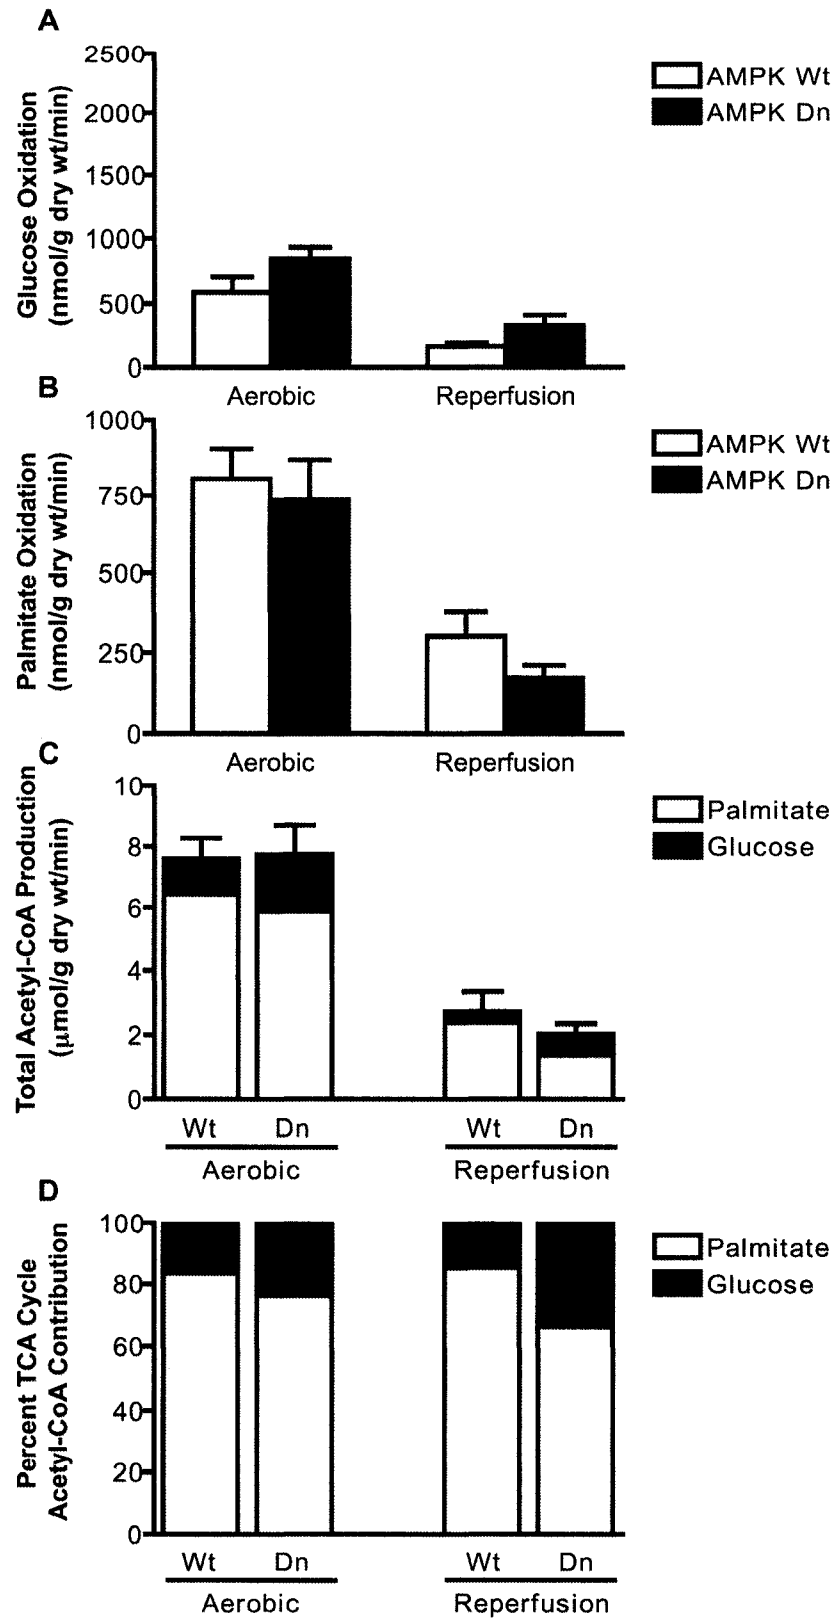 A
Glucose Oxidation
(nmol/g dry wt/min)
2500
2000
1500
1000
500
0
Aerobic
Reperfusion
AMPK Wt
AMPK Dn
B
Palmitate Oxidation
(nmol/g dry wt/min)
1000
750
500
250
0
Aerobic
Reperfusion
AMPK Wt
AMPK Dn
C
Total Acetyl-CoA Production
(µmol/g dry wt/min)
10
8
6
4
2
0
Wt
Dn
Wt
Dn
Aerobic
Reperfusion
Palmitate
Glucose
D
Percent TCA Cycle
Acetyl-CoA Contribution
100
80
60
40
20
0
Wt
Dn
Wt
Dn
Aerobic
Reperfusion
Palmitate
Glucose